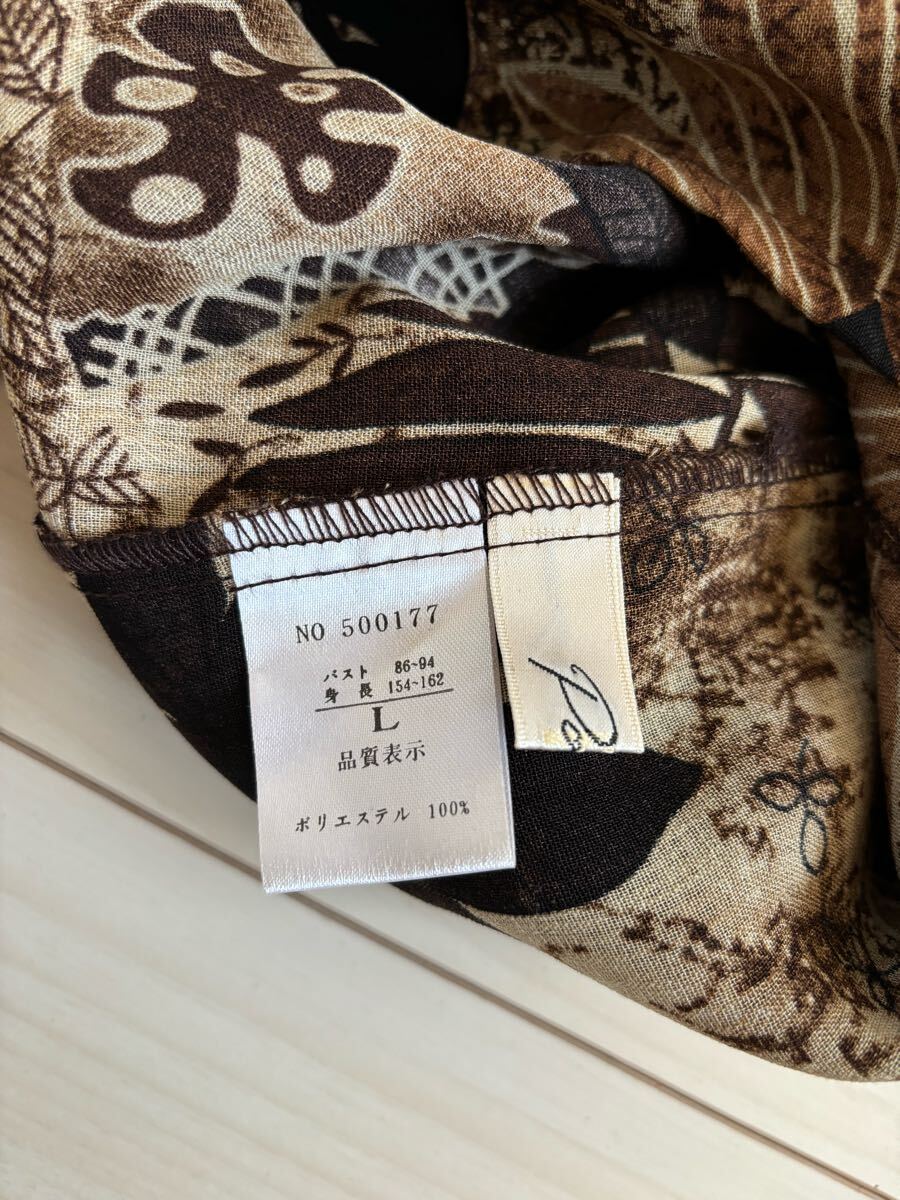 NO 500177
バスト 86~94
身長 154~162
L
品質表示
ポリエステル 100%